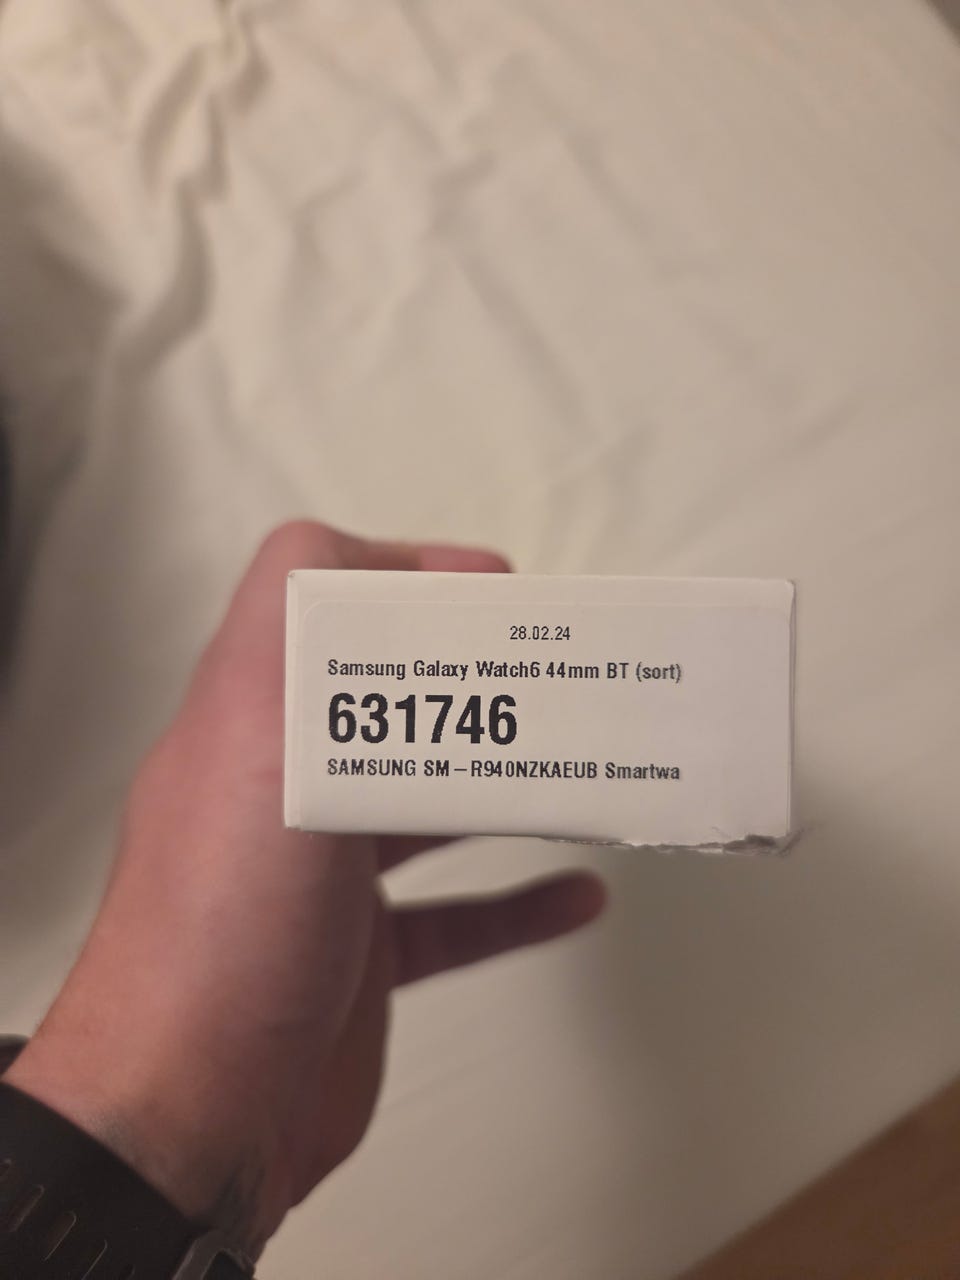 28.02.24
Samsung Galaxy Watch6 44mm BT (sort)
631746
SAMSUNG SM-R940NZKAEUB Smartwa